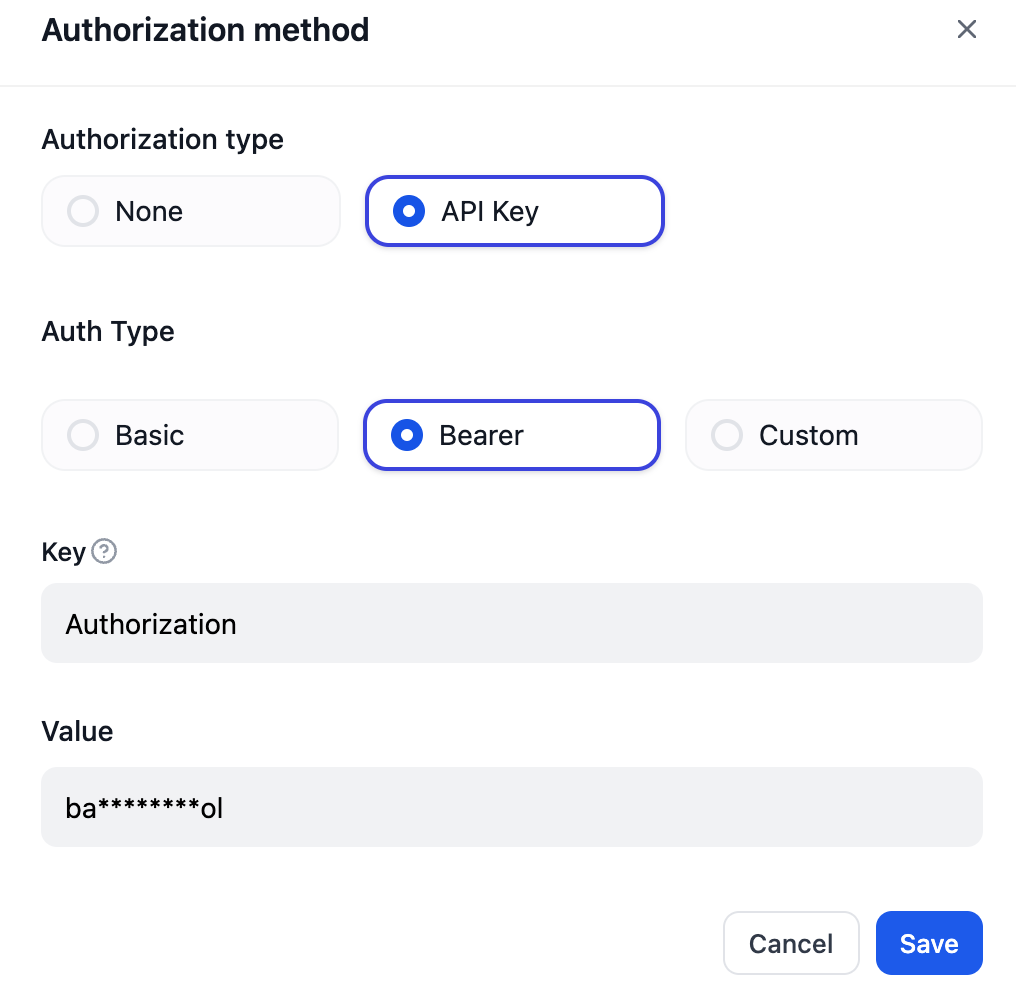 Authorization method
Authorization type
None
API Key
Auth Type
Basic
Bearer
Custom
Key
Authorization
Value
ba********ol
Cancel
Save